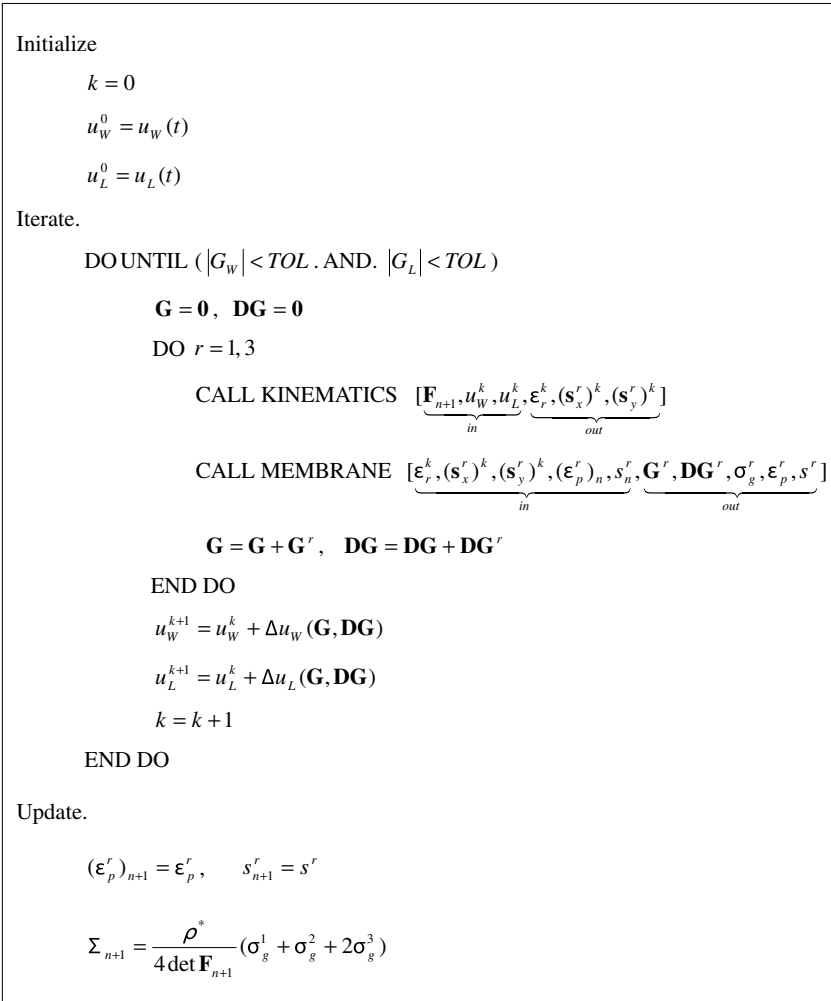 Initialize
k = 0
u_W^0 = u_W(t)
u_L^0 = u_L(t)
Iterate.
DO UNTIL ( |G_W| < TOL . AND. |G_L| < TOL )
G = 0 , DG = 0
DO r = 1, 3
CALL KINEMATICS [F_{n+1}, u_W^k, u_L^k, ε_r^k, (s_x^r)^k, (s_y^r)^k ]
in out
CALL MEMBRANE [ε_r^k, (s_x^r)^k, (s_y^r)^k, (ε_p^r)_n, s_n^r, G^r, DG^r, σ_g^r, ε_p^r, s^r ]
in out
G = G + G^r , DG = DG + DG^r
END DO
u_W^{k+1} = u_W^k + Δu_W (G, DG)
u_L^{k+1} = u_L^k + Δu_L (G, DG)
k = k + 1
END DO
Update.
(ε_p^r)_{n+1} = ε_p^r , s_{n+1}^r = s^r
Σ_{n+1} = ρ^* / (4 det F_{n+1}) (σ_g^1 + σ_g^2 + 2σ_g^3 )